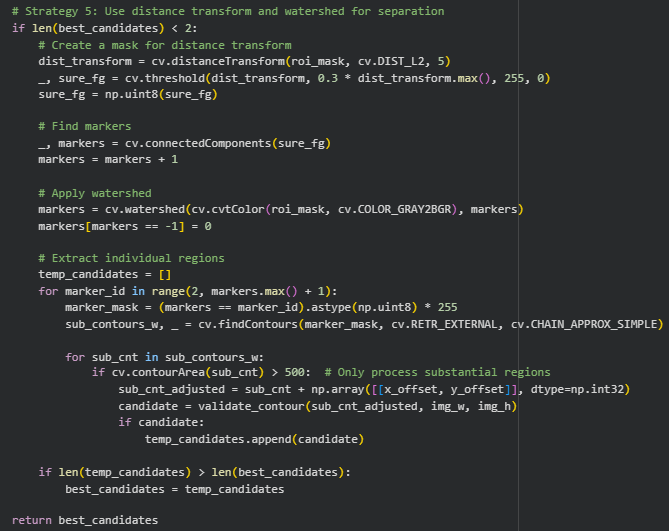 # Strategy 5: Use distance transform and watershed for separation
if len(best_candidates) < 2:
    # Create a mask for distance transform
    dist_transform = cv.distanceTransform(roi_mask, cv.DIST_L2, 5)
    _, sure_fg = cv.threshold(dist_transform, 0.3 * dist_transform.max(), 255, 0)
    sure_fg = np.uint8(sure_fg)

    # Find markers
    _, markers = cv.connectedComponents(sure_fg)
    markers = markers + 1

    # Apply watershed
    markers = cv.watershed(cv.cvtColor(roi_mask, cv.COLOR_GRAY2BGR), markers)
    markers[markers == -1] = 0

    # Extract individual regions
    temp_candidates = []
    for marker_id in range(2, markers.max() + 1):
        marker_mask = (markers == marker_id).astype(np.uint8) * 255
        sub_contours_w, _ = cv.findContours(marker_mask, cv.RETR_EXTERNAL, cv.CHAIN_APPROX_SIMPLE)

        for sub_cnt in sub_contours_w:
            if cv.contourArea(sub_cnt) > 500:  # Only process substantial regions
                sub_cnt_adjusted = sub_cnt + np.array([[x_offset, y_offset]], dtype=np.int32)
                candidate = validate_contour(sub_cnt_adjusted, img_w, img_h)
                if candidate:
                    temp_candidates.append(candidate)

    if len(temp_candidates) > len(best_candidates):
        best_candidates = temp_candidates

return best_candidates